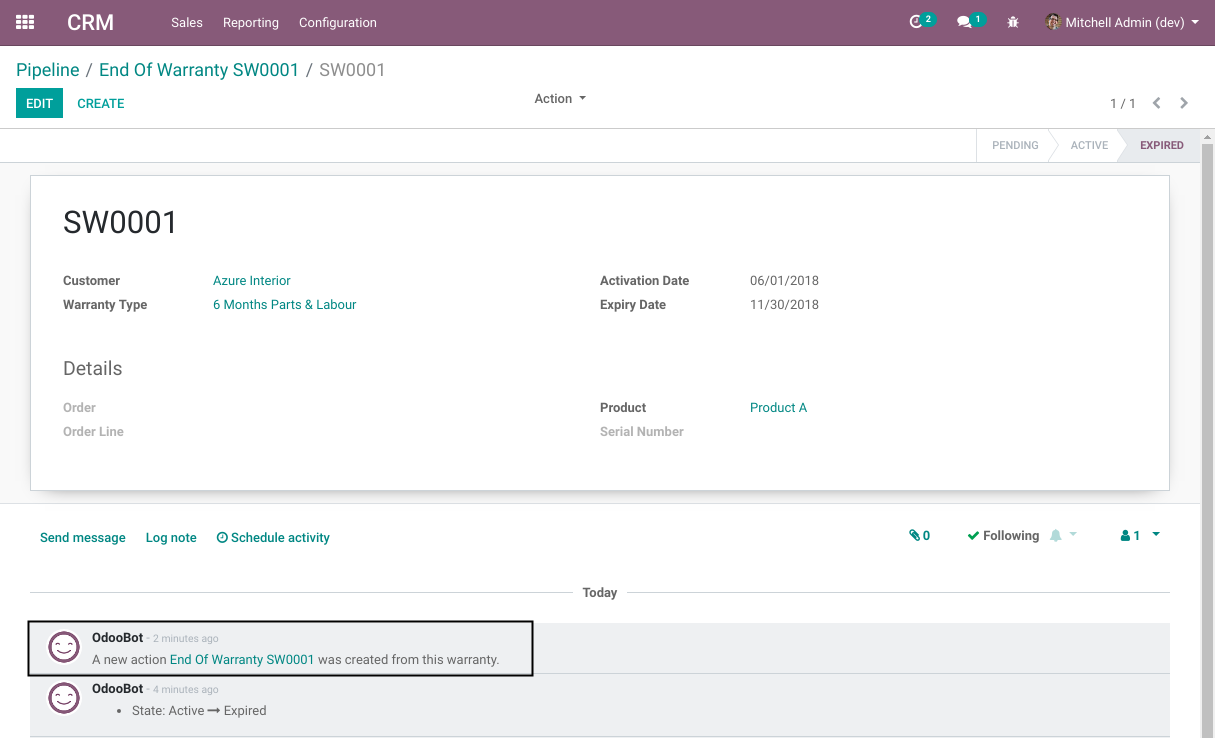 CRM Sales Reporting Configuration 2 1 Mitchell Admin (dev)
Pipeline / End Of Warranty SW0001 / SW0001
EDIT CREATE Action 1 / 1
PENDING ACTIVE EXPIRED
SW0001
Customer Azure Interior Activation Date 06/01/2018
Warranty Type 6 Months Parts & Labour Expiry Date 11/30/2018
Details
Order Product Product A
Order Line Serial Number
Send message Log note Schedule activity 0 Following 1
Today
OdooBot - 2 minutes ago
A new action End Of Warranty SW0001 was created from this warranty.
OdooBot - 4 minutes ago
• State: Active → Expired